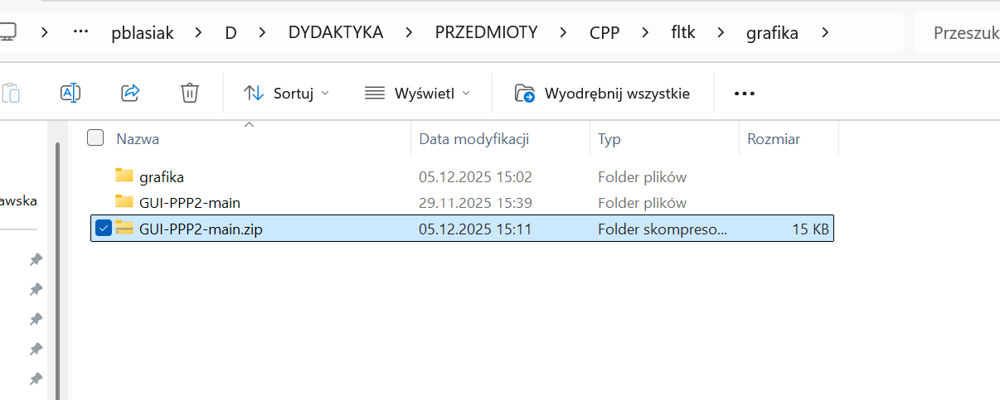 pblasiak > D > DYDAKTYKA > PRZEDMIOTY > CPP > fltk > grafika >
Przeszuk
Sortuj Wyświetl Wyodrębnij wszystkie
Nazwa Data modyfikacji Typ Rozmiar
grafika 05.12.2025 15:02 Folder plików
awska
GUI-PPP2-main 29.11.2025 15:39 Folder plików
GUI-PPP2-main.zip 05.12.2025 15:11 Folder skompreso... 15 KB